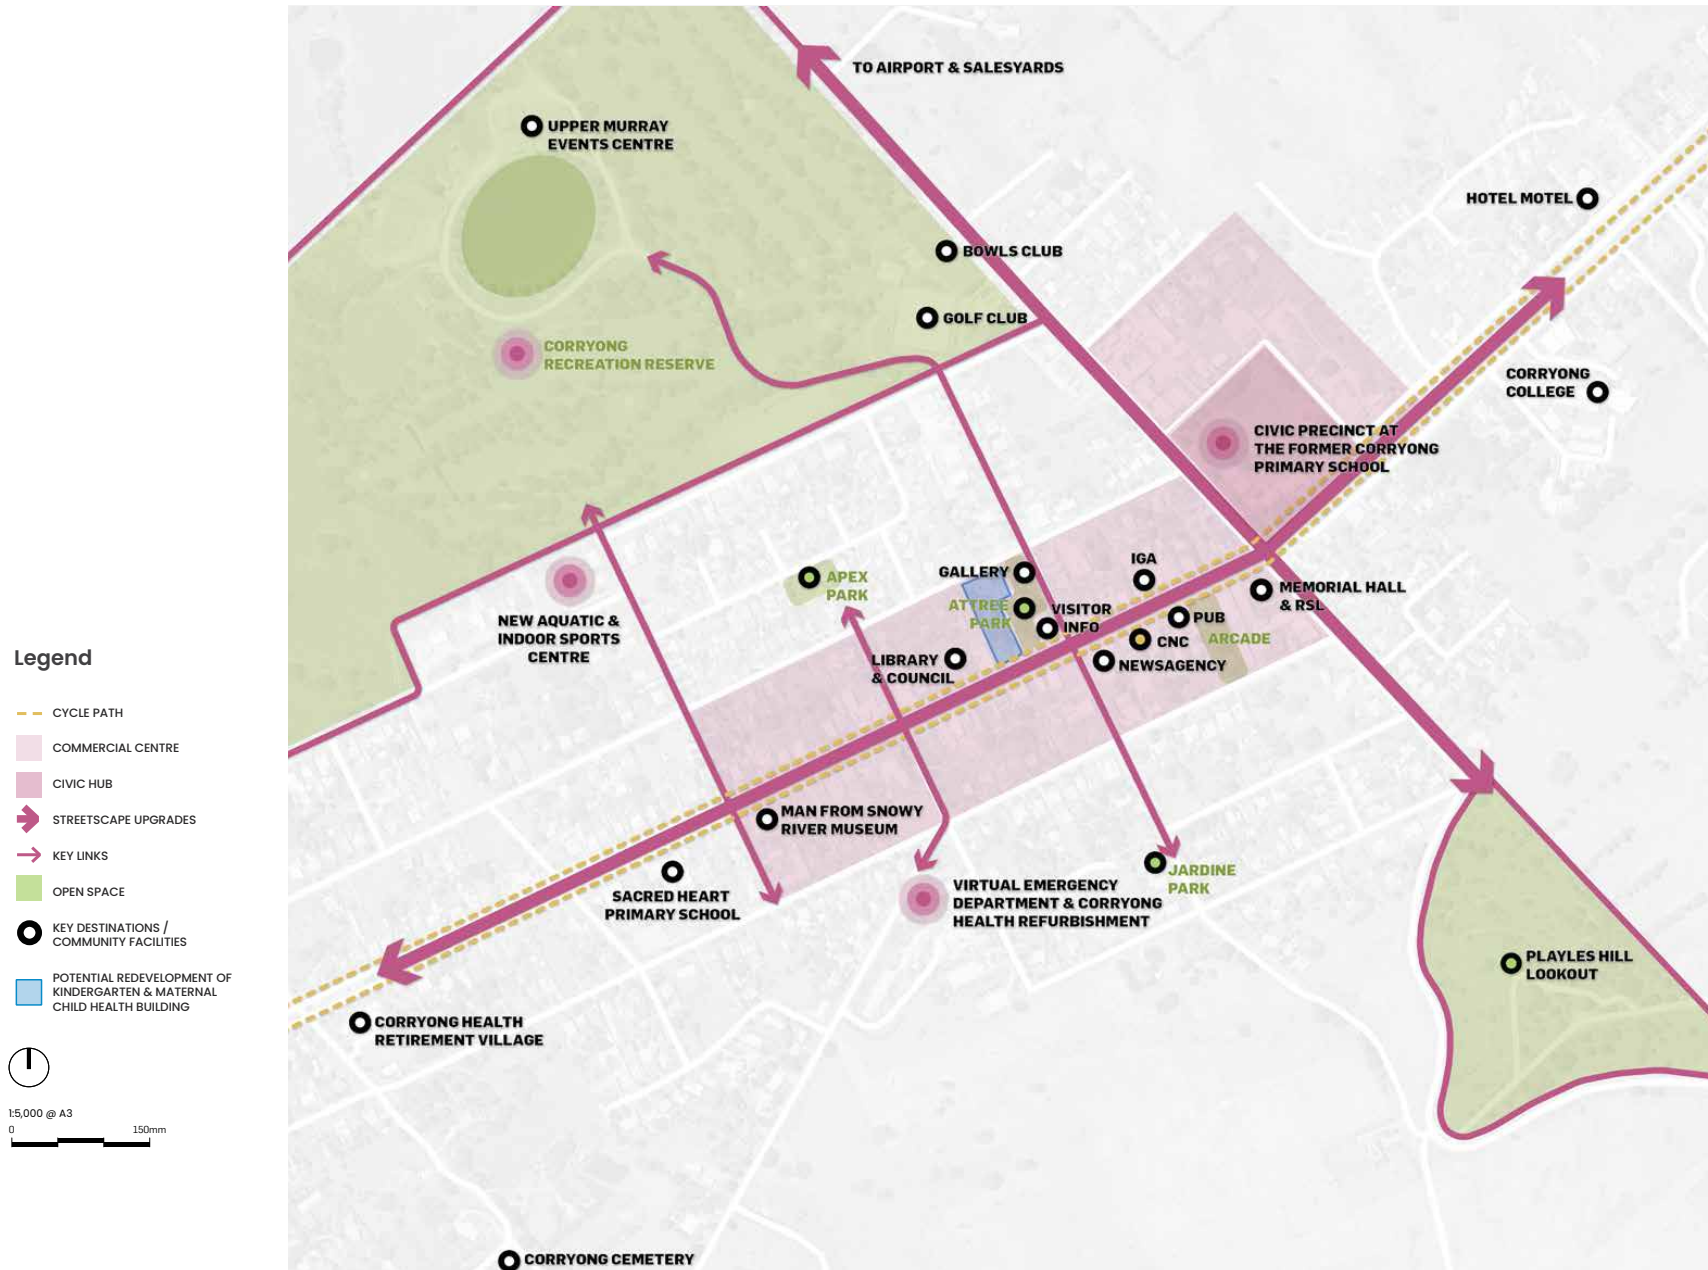 TO AIRPORT & SALESYARDS
UPPER MURRAY
EVENTS CENTRE
HOTEL MOTEL
BOWLS CLUB
GOLF CLUB
CORRYONG
RECREATION RESERVE
CORRYONG
COLLEGE
CIVIC PRECINCT AT
THE FORMER CORRYONG
PRIMARY SCHOOL
IGA
GALLERY
APEX
PARK
MEMORIAL HALL
& RSL
ATTREE
PARK
VISITOR
INFO
PUB
ARCADE
CNC
NEWSAGENCY
NEW AQUATIC &
INDOOR SPORTS
CENTRE
LIBRARY
& COUNCIL
MAN FROM SNOWY
RIVER MUSEUM
SACRED HEART
PRIMARY SCHOOL
VIRTUAL EMERGENCY
DEPARTMENT & CORRYONG
HEALTH REFURBISHMENT
JARDINE
PARK
PLAYLES HILL
LOOKOUT
CORRYONG HEALTH
RETIREMENT VILLAGE
CORRYONG CEMETERY
Legend
CYCLE PATH
COMMERCIAL CENTRE
CIVIC HUB
STREETSCAPE UPGRADES
KEY LINKS
OPEN SPACE
KEY DESTINATIONS /
COMMUNITY FACILITIES
POTENTIAL REDEVELOPMENT OF
KINDERGARTEN & MATERNAL
CHILD HEALTH BUILDING
1:5,000 @ A3
0 150mm